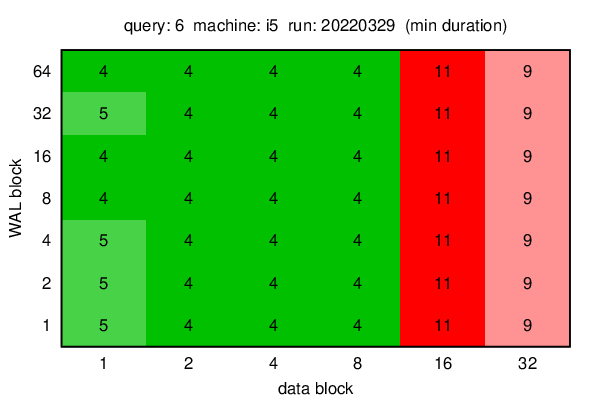 query: 6  machine: i5  run: 20220329  (min duration)
WAL block
64 4 4 4 4 11 9
32 5 4 4 4 11 9
16 4 4 4 4 11 9
8 4 4 4 4 11 9
4 5 4 4 4 11 9
2 5 4 4 4 11 9
1 5 4 4 4 11 9
1 2 4 8 16 32
data block